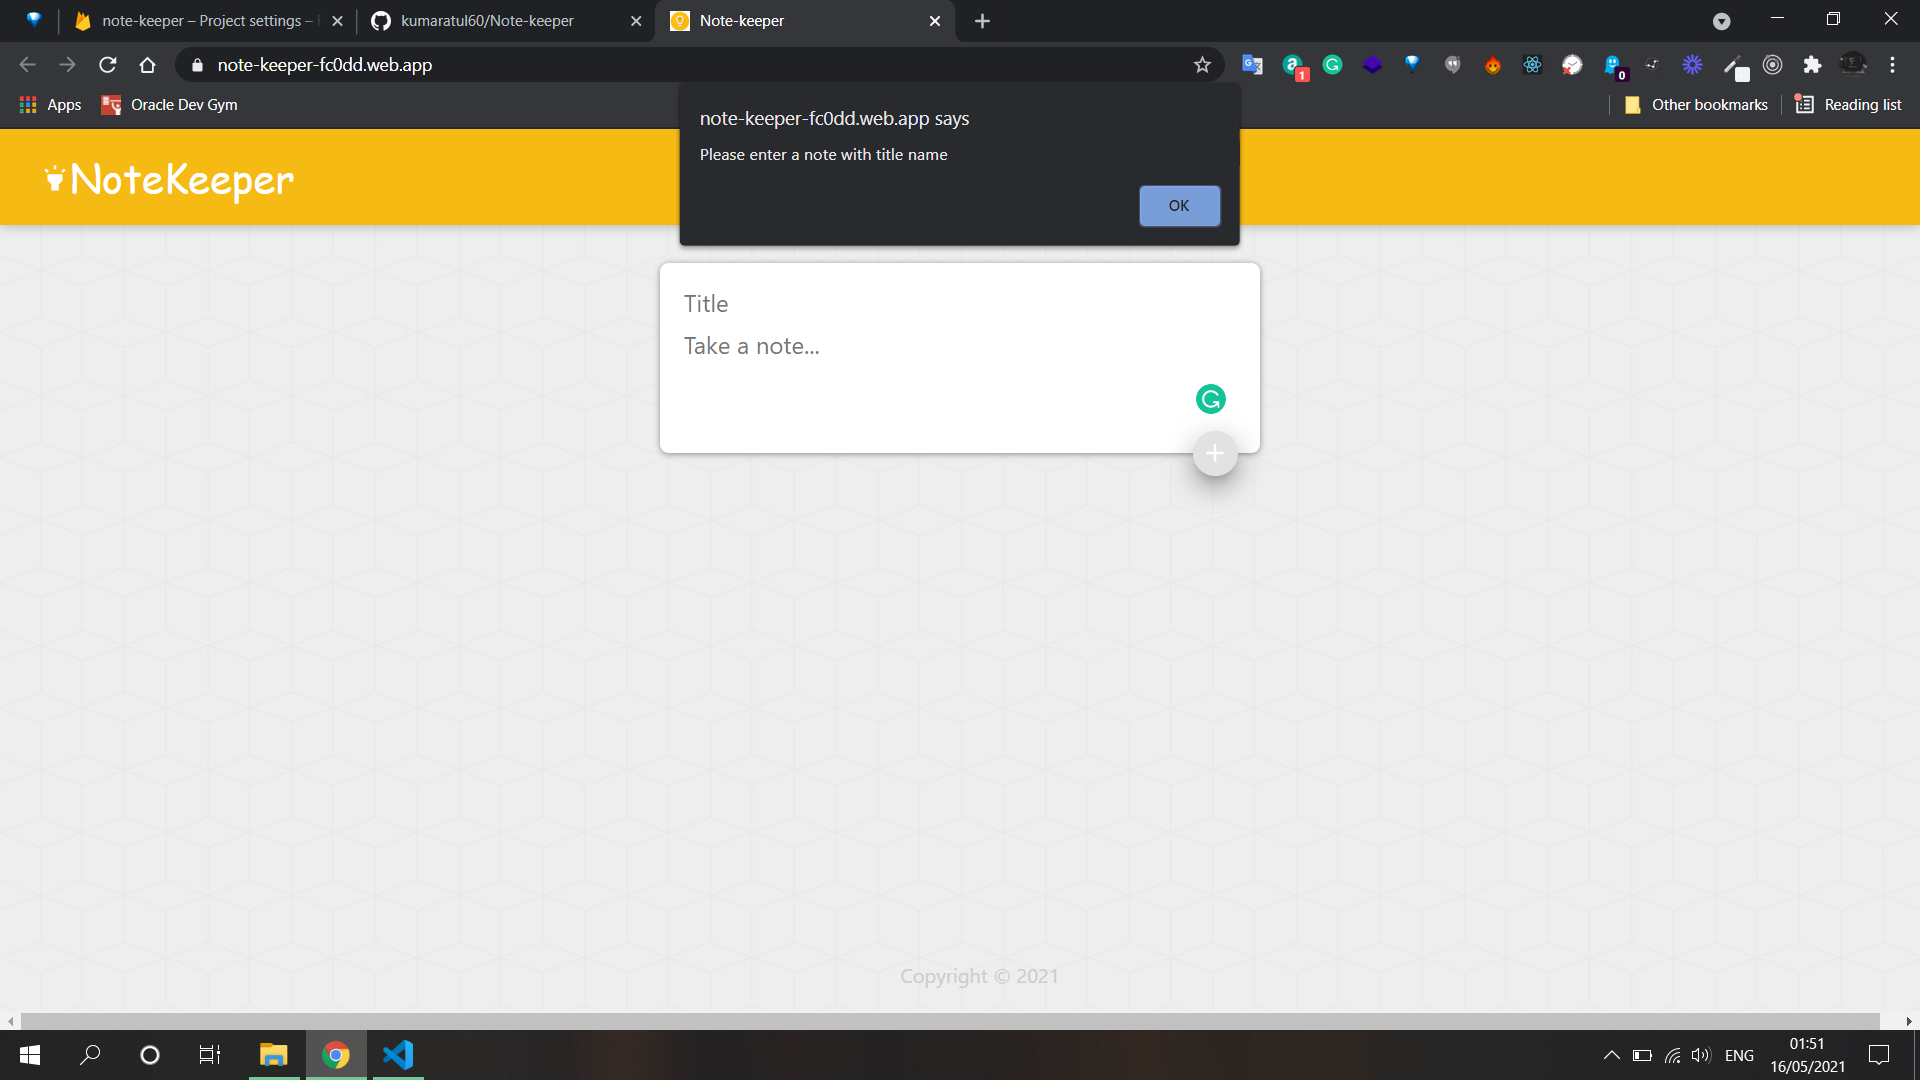 note-keeper – Project settings –
kumaratul60/Note-keeper
Note-keeper
note-keeper-fc0dd.web.app
1
0
Apps
Oracle Dev Gym
Other bookmarks
Reading list
note-keeper-fc0dd.web.app says
Please enter a note with title name
OK
NoteKeeper
Title
Take a note...
Copyright © 2021
ENG
01:51
16/05/2021